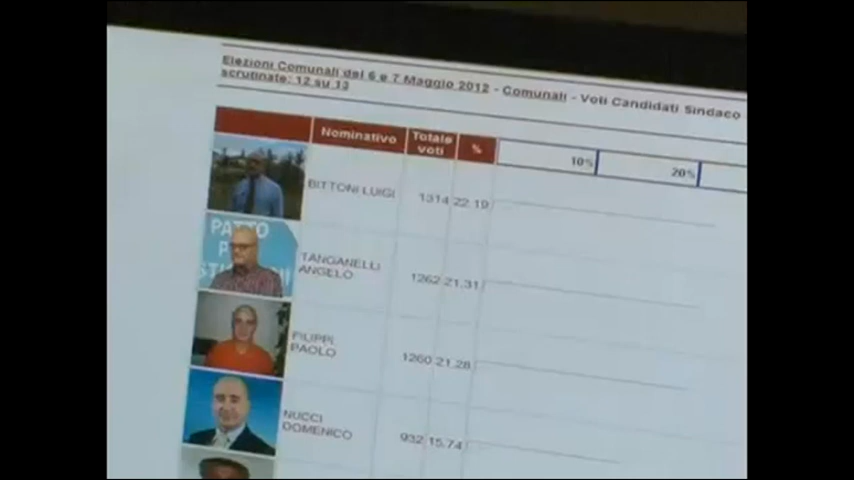 Elezioni Comunali del 6 e 7 Maggio 2012 - Comunali - Voti Candidati Sindaco
scrutinate: 12 su 13
Nominativo Totale voti % 10% 20%
BITTONI LUIGI 1314 22.19
PATTO
TANGANELLI ANGELO 1262 21.31
FILIPPI PAOLO 1260 21.28
NUCCI DOMENICO 932 15.74